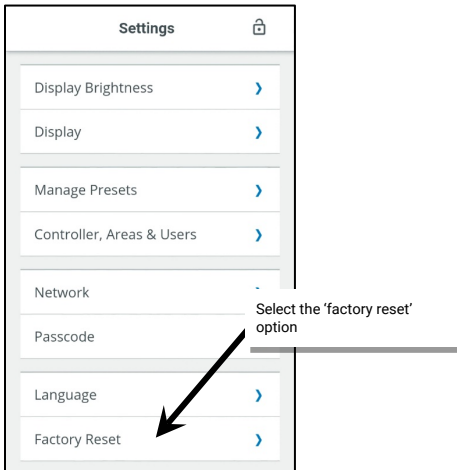 Settings
Display Brightness
Display
Manage Presets
Controller, Areas & Users
Network
Select the ‘factory reset’
option
Passcode
Language
Factory Reset